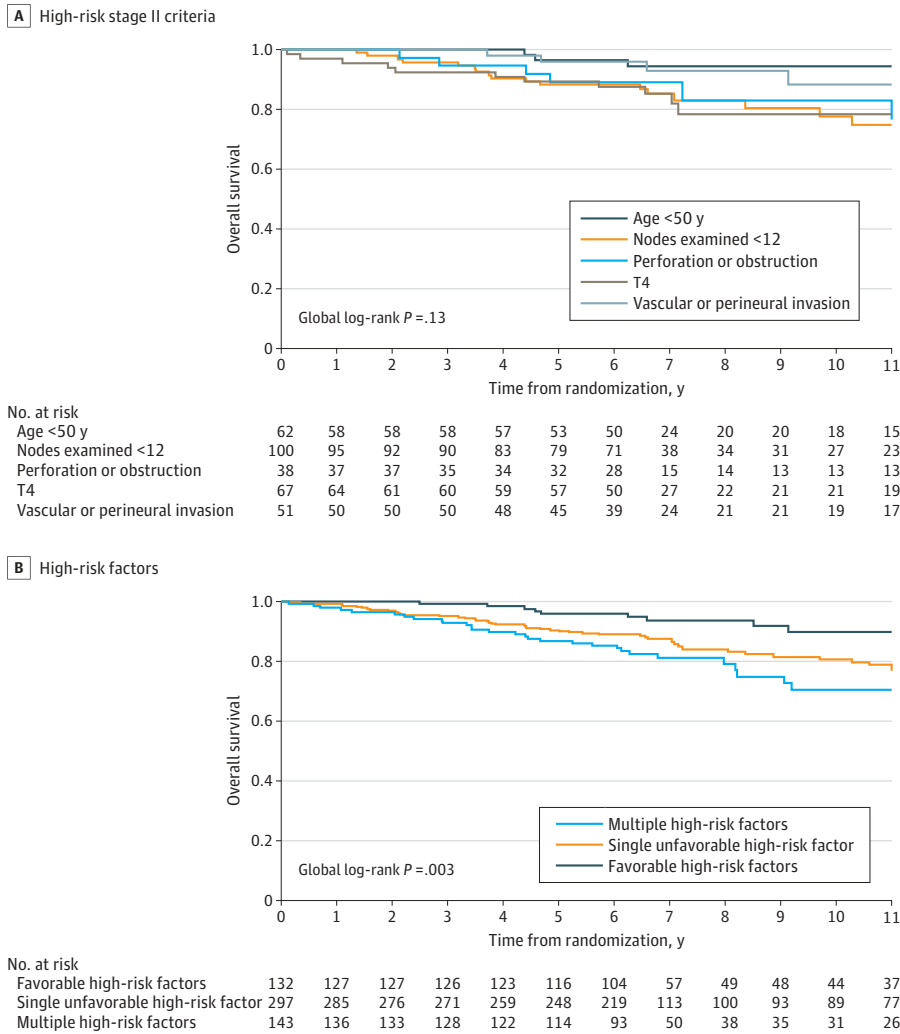 A High-risk stage II criteria
1.0
0.8
0.6
0.4
0.2
0
Overall survival
Age <50 y
Nodes examined <12
Perforation or obstruction
T4
Vascular or perineural invasion
Global log-rank P = .13
0 1 2 3 4 5 6 7 8 9 10 11
Time from randomization, y
No. at risk
Age <50 y 62 58 58 58 57 53 50 24 20 20 18 15
Nodes examined <12 100 95 92 90 83 79 71 38 34 31 27 23
Perforation or obstruction 38 37 37 35 34 32 28 15 14 13 13 13
T4 67 64 61 60 59 57 50 27 22 21 21 19
Vascular or perineural invasion 51 50 50 50 48 45 39 24 21 21 19 17
B High-risk factors
1.0
0.8
0.6
0.4
0.2
0
Overall survival
Multiple high-risk factors
Single unfavorable high-risk factor
Favorable high-risk factors
Global log-rank P = .003
0 1 2 3 4 5 6 7 8 9 10 11
Time from randomization, y
No. at risk
Favorable high-risk factors 132 127 127 126 123 116 104 57 49 48 44 37
Single unfavorable high-risk factor 297 285 276 271 259 248 219 113 100 93 89 77
Multiple high-risk factors 143 136 133 128 122 114 93 50 38 35 31 26